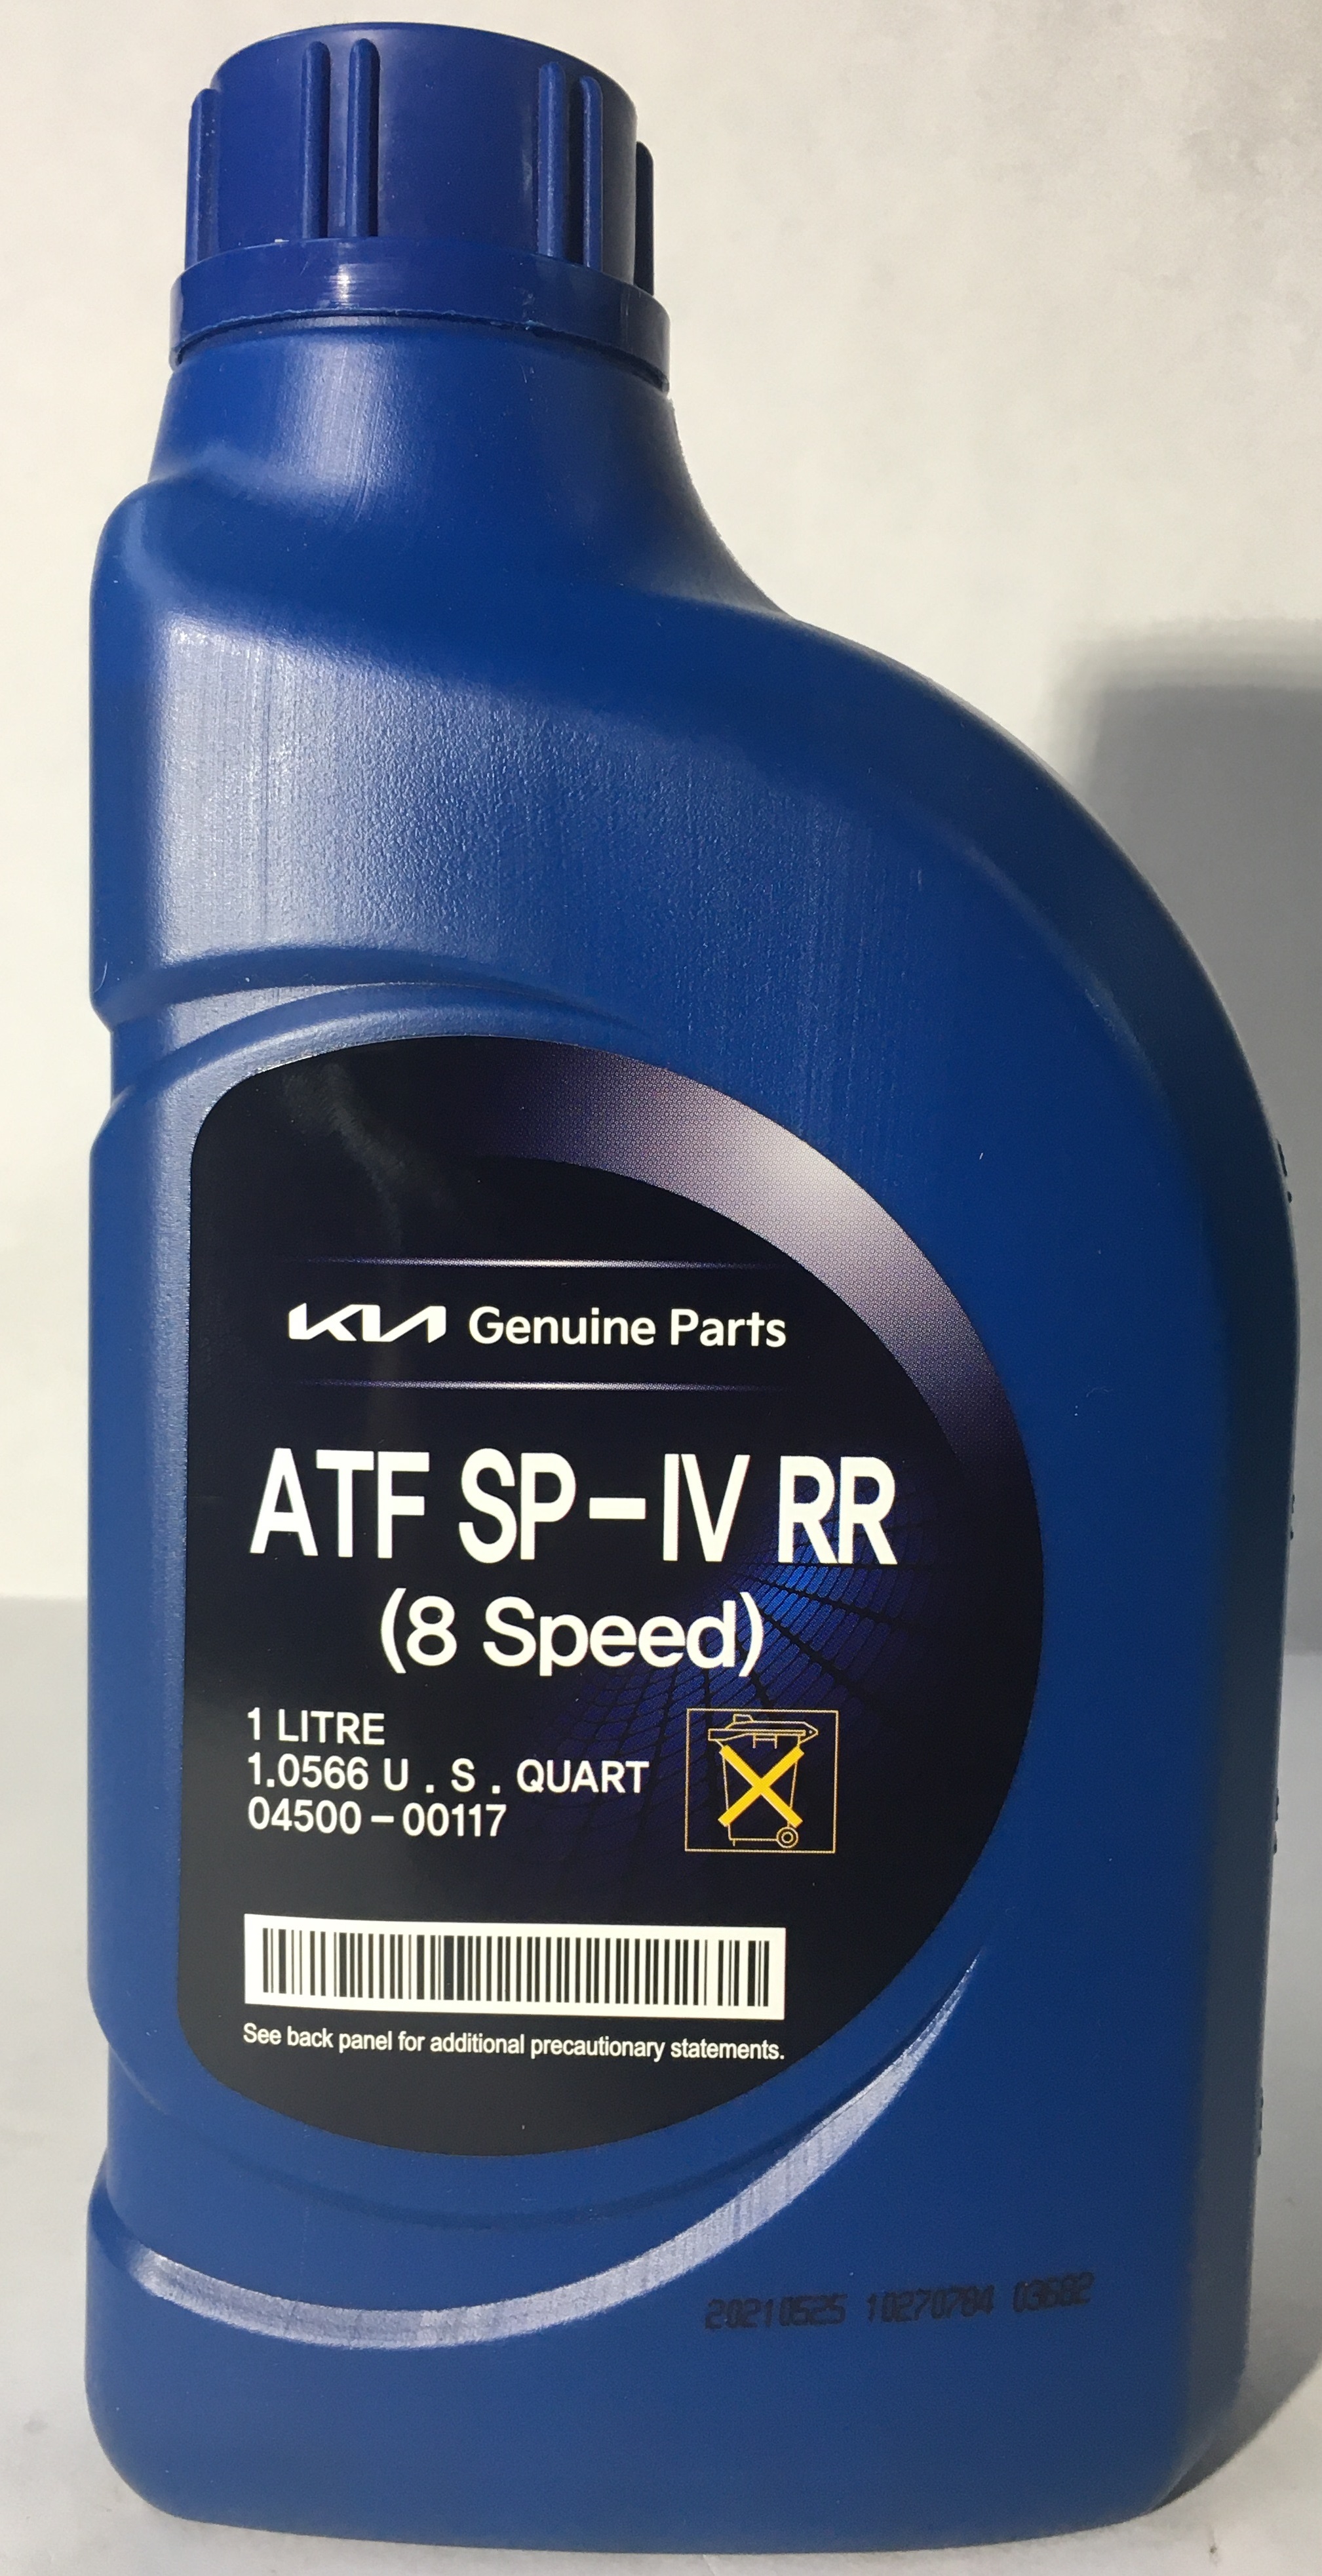 KIA Genuine Parts
ATF SP-IV RR
(8 Speed)
1 LITRE
1.0566 U . S . QUART
04500-00117
See back panel for additional precautionary statements.
20210525 10270784 03682